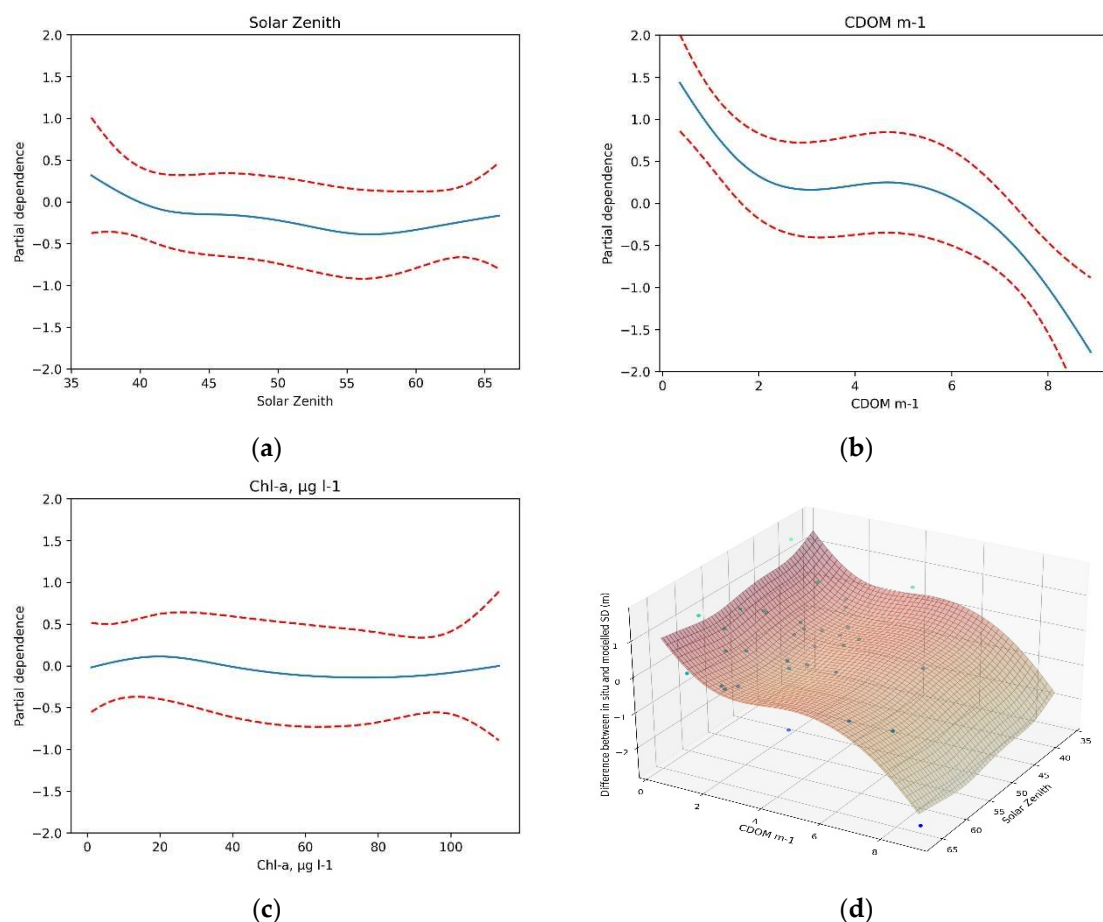 Solar Zenith
2.0
1.5
1.0
0.5
0.0
−0.5
−1.0
−1.5
−2.0
Partial dependence
35 40 45 50 55 60 65
Solar Zenith
(a)
CDOM m-1
2.0
1.5
1.0
0.5
0.0
−0.5
−1.0
−1.5
−2.0
Partial dependence
0 2 4 6 8
CDOM m-1
(b)
Chl-a, µg l-1
2.0
1.5
1.0
0.5
0.0
−0.5
−1.0
−1.5
−2.0
Partial dependence
0 20 40 60 80 100
Chl-a, µg l-1
(c)
Difference between in situ and modelled SD (m)
1
0
−1
−2
0 2 4 6 8
CDOM m-1
35
40
45
50
55
60
65
Solar Zenith
(d)